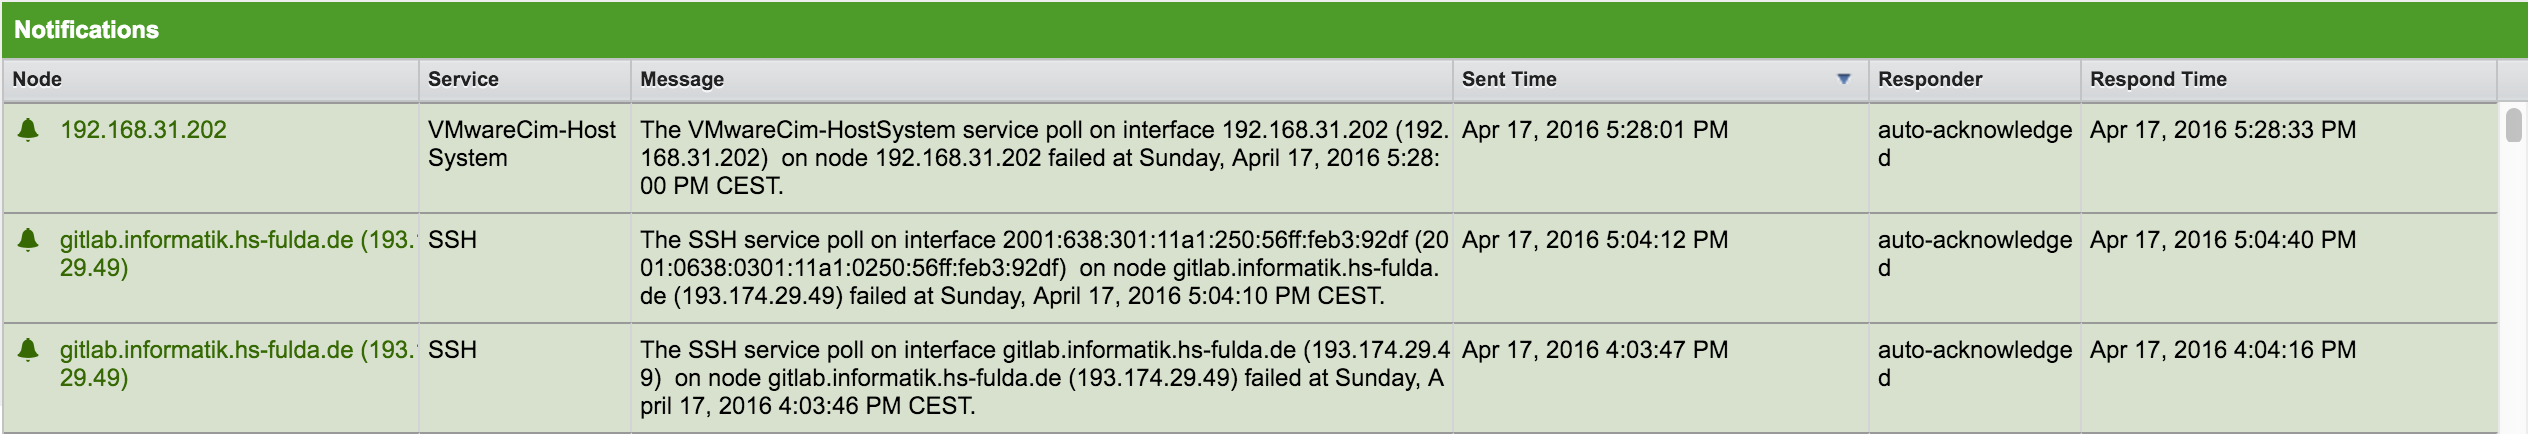 Notifications
Node Service Message Sent Time Responder Respond Time
192.168.31.202 VMwareCim-Host The VMwareCim-HostSystem service poll on interface 192.168.31.202 (192. Apr 17, 2016 5:28:01 PM auto-acknowledge Apr 17, 2016 5:28:33 PM
System 168.31.202)  on node 192.168.31.202 failed at Sunday, April 17, 2016 5:28: d
00 PM CEST.
gitlab.informatik.hs-fulda.de (193. SSH The SSH service poll on interface 2001:638:301:11a1:250:56ff:feb3:92df (20 Apr 17, 2016 5:04:12 PM auto-acknowledge Apr 17, 2016 5:04:40 PM
29.49) 01:0638:0301:11a1:0250:56ff:feb3:92df)  on node gitlab.informatik.hs-fulda. d
de (193.174.29.49) failed at Sunday, April 17, 2016 5:04:10 PM CEST.
gitlab.informatik.hs-fulda.de (193. SSH The SSH service poll on interface gitlab.informatik.hs-fulda.de (193.174.29.4 Apr 17, 2016 4:03:47 PM auto-acknowledge Apr 17, 2016 4:04:16 PM
29.49) 9)  on node gitlab.informatik.hs-fulda.de (193.174.29.49) failed at Sunday, A d
pril 17, 2016 4:03:46 PM CEST.